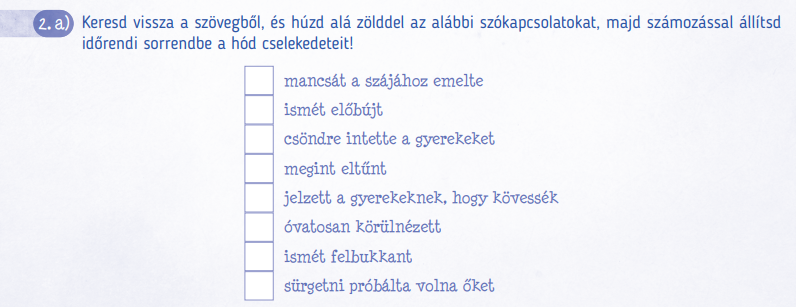 2. a) Keresd vissza a szövegből, és húzd alá zölddel az alábbi szókapcsolatokat, majd számozással állítsd
időrendi sorrendbe a hód cselekedeteit!
mancsát a szájához emelte
ismét előbújt
csöndre intette a gyerekeket
megint eltűnt
jelzett a gyerekeknek, hogy kövessék
óvatosan körülnézett
ismét felbukkant
sürgetni próbálta volna őket